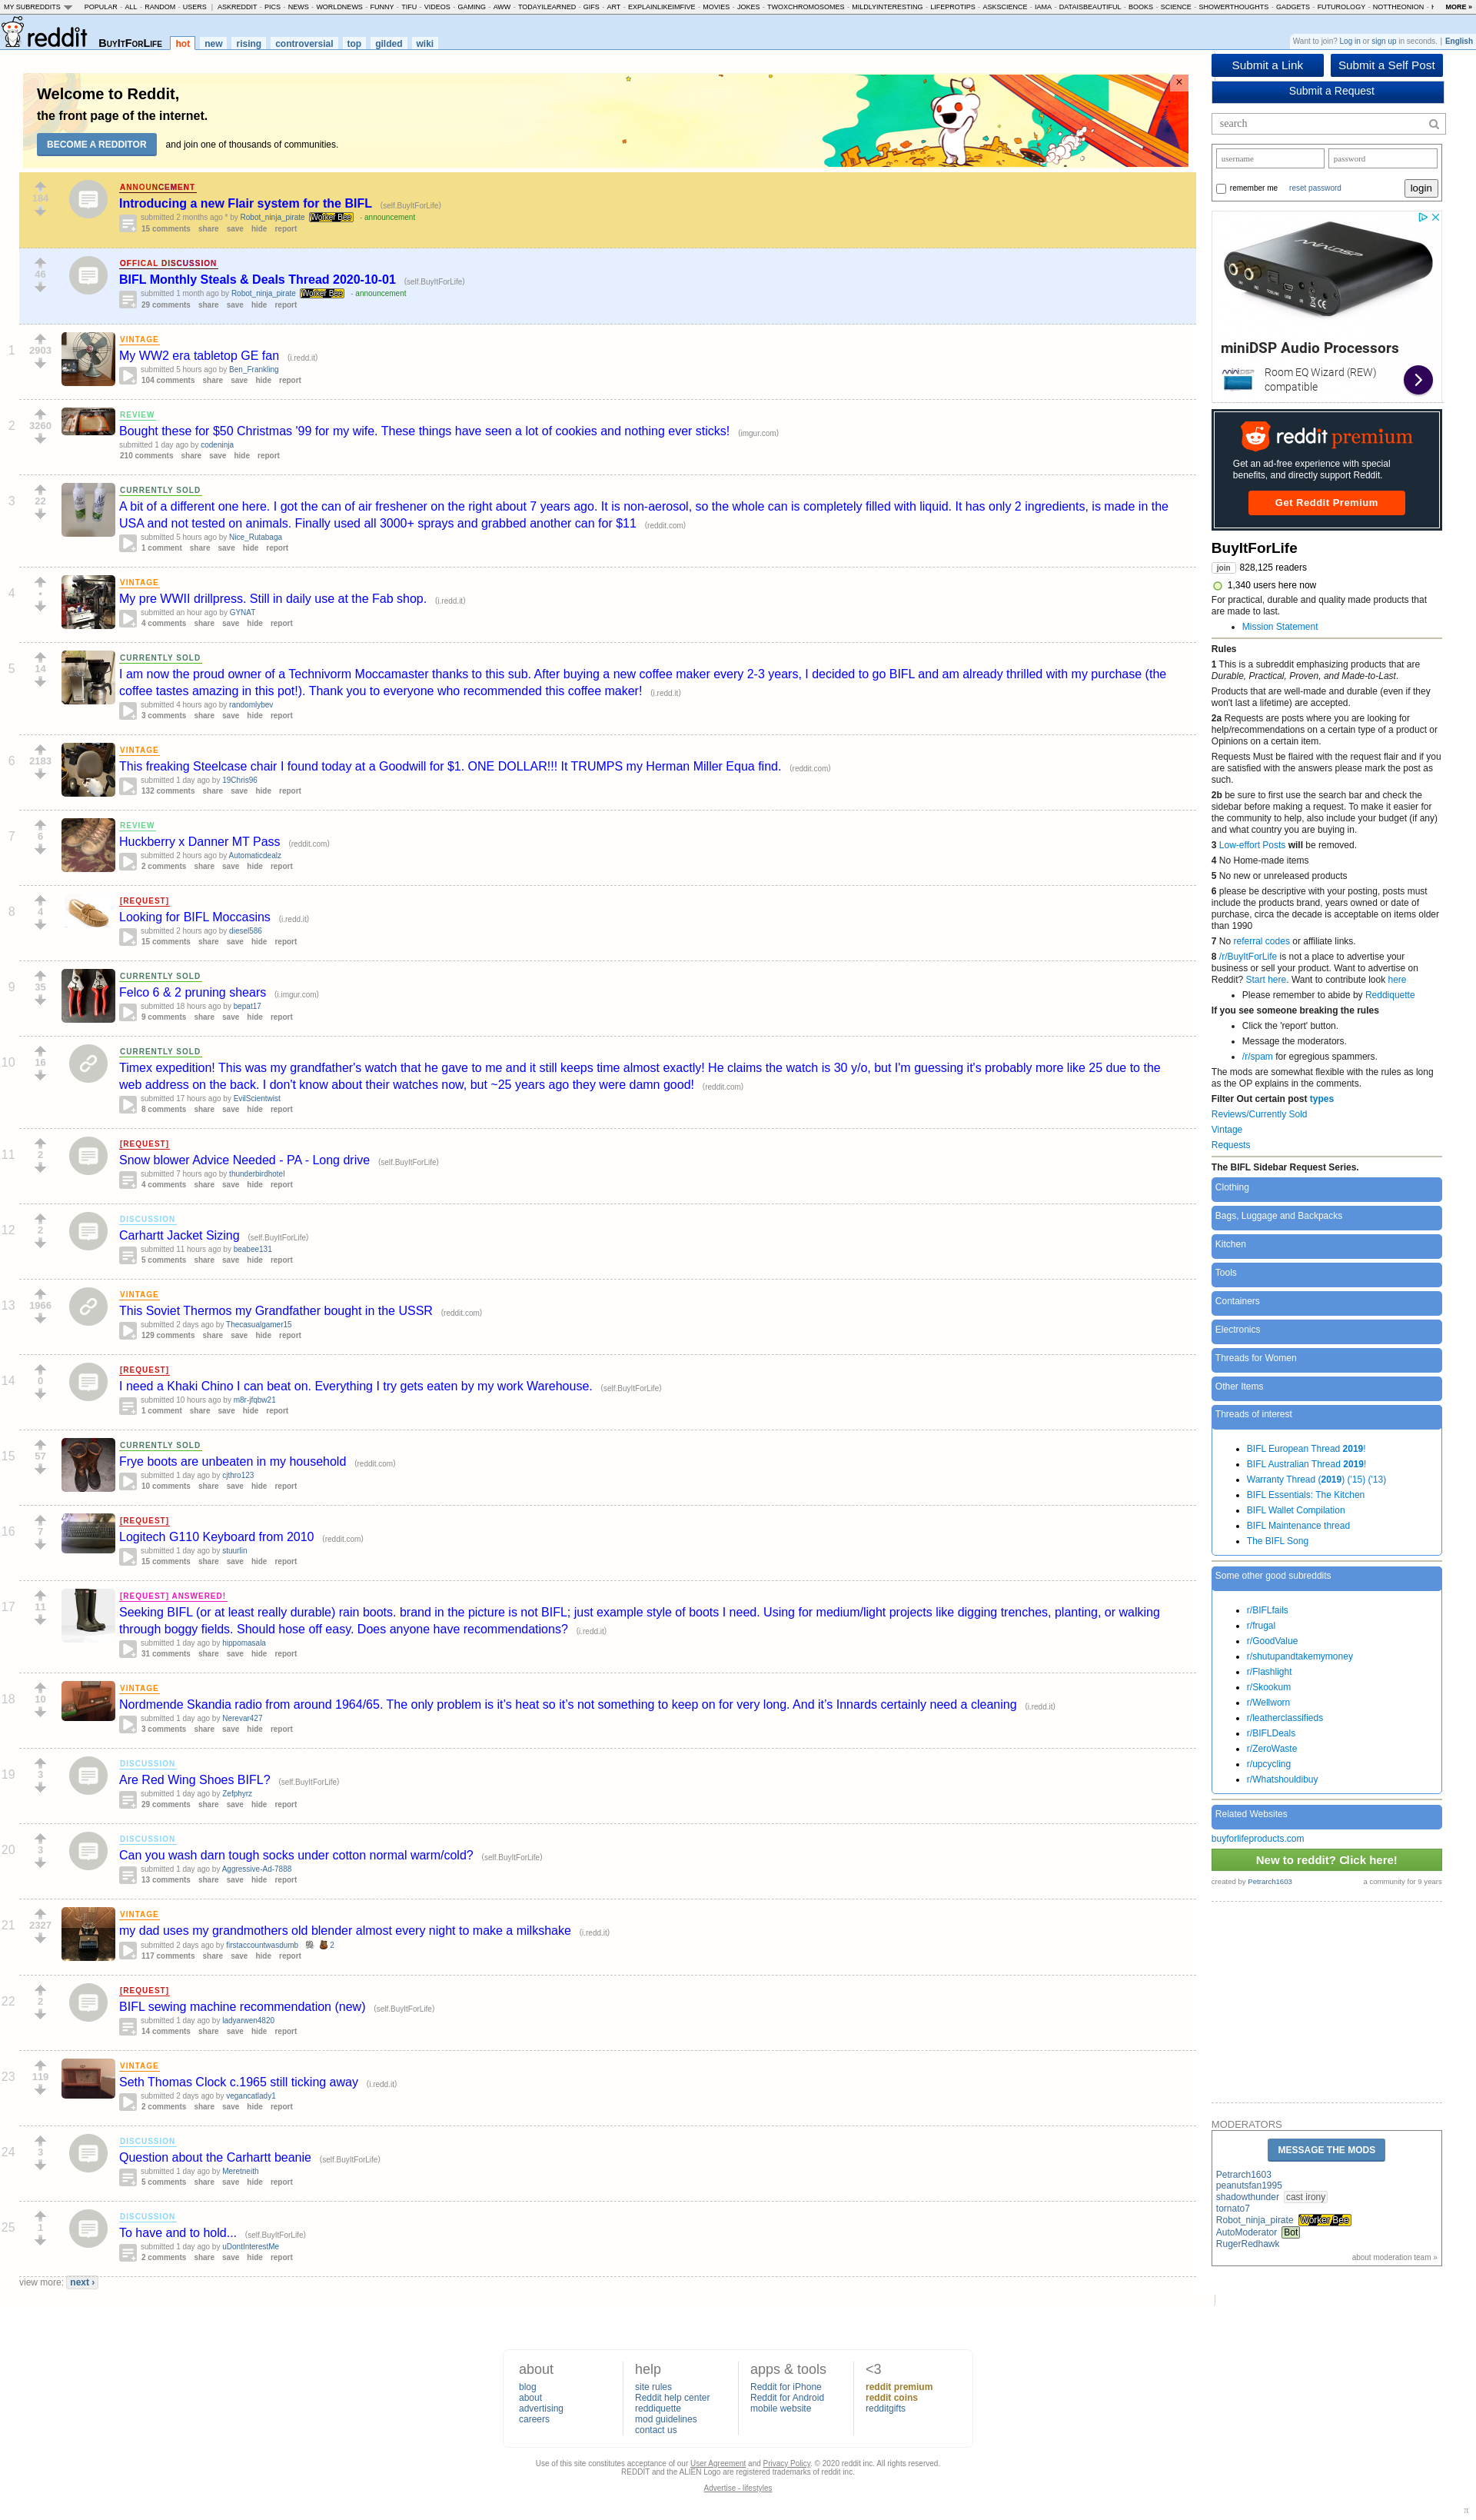 MY SUBREDDITS POPULAR - ALL - RANDOM - USERS | ASKREDDIT - PICS - NEWS - WORLDNEWS - FUNNY - TIFU - VIDEOS - GAMING - AWW - TODAYILEARNED - GIFS - ART - EXPLAINLIKEIMFIVE - MOVIES - JOKES - TWOXCHROMOSOMES - MILDLYINTERESTING - LIFEPROTIPS - ASKSCIENCE - IAMA - DATAISBEAUTIFUL - BOOKS - SCIENCE - SHOWERTHOUGHTS - GADGETS - FUTUROLOGY - NOTTHEONION - MORE »
reddit BUYITFORLIFE hot new rising controversial top gilded wiki
Want to join? Log in or sign up in seconds. | English
Welcome to Reddit,
the front page of the internet.
BECOME A REDDITOR and join one of thousands of communities.
×
184
ANNOUNCEMENT
Introducing a new Flair system for the BIFL (self.BuyItForLife)
submitted 2 months ago * by Robot_ninja_pirate Worker Bee - announcement
15 comments share save hide report
46
OFFICAL DISCUSSION
BIFL Monthly Steals & Deals Thread 2020-10-01 (self.BuyItForLife)
submitted 1 month ago by Robot_ninja_pirate Worker Bee - announcement
29 comments share save hide report
1 2903
VINTAGE
My WW2 era tabletop GE fan (i.redd.it)
submitted 5 hours ago by Ben_Frankling
104 comments share save hide report
2 3260
REVIEW
Bought these for $50 Christmas '99 for my wife. These things have seen a lot of cookies and nothing ever sticks! (imgur.com)
submitted 1 day ago by codeninja
210 comments share save hide report
3 22
CURRENTLY SOLD
A bit of a different one here. I got the can of air freshener on the right about 7 years ago. It is non-aerosol, so the whole can is completely filled with liquid. It has only 2 ingredients, is made in the
USA and not tested on animals. Finally used all 3000+ sprays and grabbed another can for $11 (reddit.com)
submitted 5 hours ago by Nice_Rutabaga
1 comment share save hide report
4 •
VINTAGE
My pre WWII drillpress. Still in daily use at the Fab shop. (i.redd.it)
submitted an hour ago by GYNAT
4 comments share save hide report
5 14
CURRENTLY SOLD
I am now the proud owner of a Technivorm Moccamaster thanks to this sub. After buying a new coffee maker every 2-3 years, I decided to go BIFL and am already thrilled with my purchase (the
coffee tastes amazing in this pot!). Thank you to everyone who recommended this coffee maker! (i.redd.it)
submitted 4 hours ago by randomlybev
3 comments share save hide report
6 2183
VINTAGE
This freaking Steelcase chair I found today at a Goodwill for $1. ONE DOLLAR!!! It TRUMPS my Herman Miller Equa find. (reddit.com)
submitted 1 day ago by 19Chris96
132 comments share save hide report
7 6
REVIEW
Huckberry x Danner MT Pass (reddit.com)
submitted 2 hours ago by Automaticdealz
2 comments share save hide report
8 4
[REQUEST]
Looking for BIFL Moccasins (i.redd.it)
submitted 2 hours ago by diesel586
15 comments share save hide report
9 35
CURRENTLY SOLD
Felco 6 & 2 pruning shears (i.imgur.com)
submitted 18 hours ago by bepat17
9 comments share save hide report
10 16
CURRENTLY SOLD
Timex expedition! This was my grandfather's watch that he gave to me and it still keeps time almost exactly! He claims the watch is 30 y/o, but I'm guessing it's probably more like 25 due to the
web address on the back. I don't know about their watches now, but ~25 years ago they were damn good! (reddit.com)
submitted 17 hours ago by EvilScientwist
8 comments share save hide report
11 2
[REQUEST]
Snow blower Advice Needed - PA - Long drive (self.BuyItForLife)
submitted 7 hours ago by thunderbirdhotel
4 comments share save hide report
12 2
DISCUSSION
Carhartt Jacket Sizing (self.BuyItForLife)
submitted 11 hours ago by beabee131
5 comments share save hide report
13 1966
VINTAGE
This Soviet Thermos my Grandfather bought in the USSR (reddit.com)
submitted 2 days ago by Thecasualgamer15
129 comments share save hide report
14 0
[REQUEST]
I need a Khaki Chino I can beat on. Everything I try gets eaten by my work Warehouse. (self.BuyItForLife)
submitted 10 hours ago by m8r-jfqbw21
1 comment share save hide report
15 57
CURRENTLY SOLD
Frye boots are unbeaten in my household (reddit.com)
submitted 1 day ago by cjthro123
10 comments share save hide report
16 7
[REQUEST]
Logitech G110 Keyboard from 2010 (reddit.com)
submitted 1 day ago by stuurlin
15 comments share save hide report
17 11
[REQUEST] ANSWERED!
Seeking BIFL (or at least really durable) rain boots. brand in the picture is not BIFL; just example style of boots I need. Using for medium/light projects like digging trenches, planting, or walking
through boggy fields. Should hose off easy. Does anyone have recommendations? (i.redd.it)
submitted 1 day ago by hippomasala
31 comments share save hide report
18 10
VINTAGE
Nordmende Skandia radio from around 1964/65. The only problem is it’s heat so it’s not something to keep on for very long. And it’s Innards certainly need a cleaning (i.redd.it)
submitted 1 day ago by Nerevar427
3 comments share save hide report
19 3
DISCUSSION
Are Red Wing Shoes BIFL? (self.BuyItForLife)
submitted 1 day ago by Zefphyrz
29 comments share save hide report
20 3
DISCUSSION
Can you wash darn tough socks under cotton normal warm/cold? (self.BuyItForLife)
submitted 1 day ago by Aggressive-Ad-7888
13 comments share save hide report
21 2327
VINTAGE
my dad uses my grandmothers old blender almost every night to make a milkshake (i.redd.it)
submitted 2 days ago by firstaccountwasdumb 2
117 comments share save hide report
22 2
[REQUEST]
BIFL sewing machine recommendation (new) (self.BuyItForLife)
submitted 1 day ago by ladyarwen4820
14 comments share save hide report
23 119
VINTAGE
Seth Thomas Clock c.1965 still ticking away (i.redd.it)
submitted 2 days ago by vegancatlady1
2 comments share save hide report
24 3
DISCUSSION
Question about the Carhartt beanie (self.BuyItForLife)
submitted 1 day ago by Meretneith
5 comments share save hide report
25 1
DISCUSSION
To have and to hold... (self.BuyItForLife)
submitted 1 day ago by uDontInterestMe
2 comments share save hide report
view more: next ›
Submit a Link Submit a Self Post
Submit a Request
search
username password
remember me reset password login
miniDSP
miniDSP Audio Processors
Room EQ Wizard (REW)
compatible
reddit premium
Get an ad-free experience with special
benefits, and directly support Reddit.
Get Reddit Premium
BuyItForLife
join 828,125 readers
1,340 users here now
For practical, durable and quality made products that
are made to last.
Mission Statement
Rules
1 This is a subreddit emphasizing products that are
Durable, Practical, Proven, and Made-to-Last.
Products that are well-made and durable (even if they
won't last a lifetime) are accepted.
2a Requests are posts where you are looking for
help/recommendations on a certain type of a product or
Opinions on a certain item.
Requests Must be flaired with the request flair and if you
are satisfied with the answers please mark the post as
such.
2b be sure to first use the search bar and check the
sidebar before making a request. To make it easier for
the community to help, also include your budget (if any)
and what country you are buying in.
3 Low-effort Posts will be removed.
4 No Home-made items
5 No new or unreleased products
6 please be descriptive with your posting, posts must
include the products brand, years owned or date of
purchase, circa the decade is acceptable on items older
than 1990
7 No referral codes or affiliate links.
8 /r/BuyItForLife is not a place to advertise your
business or sell your product. Want to advertise on
Reddit? Start here. Want to contribute look here
Please remember to abide by Reddiquette
If you see someone breaking the rules
Click the 'report' button.
Message the moderators.
/r/spam for egregious spammers.
The mods are somewhat flexible with the rules as long
as the OP explains in the comments.
Filter Out certain post types
Reviews/Currently Sold
Vintage
Requests
The BIFL Sidebar Request Series.
Clothing
Bags, Luggage and Backpacks
Kitchen
Tools
Containers
Electronics
Threads for Women
Other Items
Threads of interest
BIFL European Thread 2019!
BIFL Australian Thread 2019!
Warranty Thread (2019) ('15) ('13)
BIFL Essentials: The Kitchen
BIFL Wallet Compilation
BIFL Maintenance thread
The BIFL Song
Some other good subreddits
r/BIFLfails
r/frugal
r/GoodValue
r/shutupandtakemymoney
r/Flashlight
r/Skookum
r/Wellworn
r/leatherclassifieds
r/BIFLDeals
r/ZeroWaste
r/upcycling
r/Whatshouldibuy
Related Websites
buyforlifeproducts.com
New to reddit? Click here!
created by Petrarch1603 a community for 9 years
MODERATORS
MESSAGE THE MODS
Petrarch1603
peanutsfan1995
shadowthunder cast irony
tornato7
Robot_ninja_pirate Worker Bee
AutoModerator Bot
RugerRedhawk
about moderation team »
about
blog
about
advertising
careers
help
site rules
Reddit help center
reddiquette
mod guidelines
contact us
apps & tools
Reddit for iPhone
Reddit for Android
mobile website
<3
reddit premium
reddit coins
redditgifts
Use of this site constitutes acceptance of our User Agreement and Privacy Policy. © 2020 reddit inc. All rights reserved.
REDDIT and the ALIEN Logo are registered trademarks of reddit inc.
Advertise - lifestyles
π